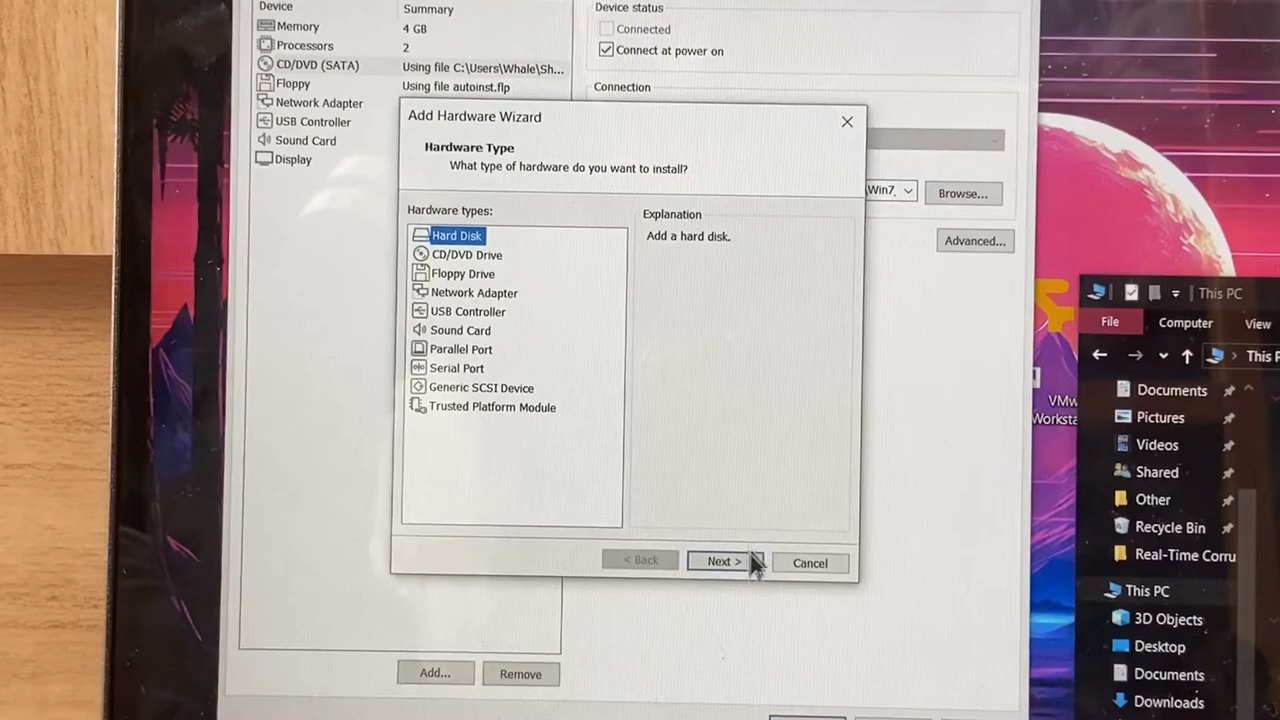 Device Summary
Memory 4 GB
Processors 2
CD/DVD (SATA) Using file C:\Users\Whale\Sh...
Floppy Using file autoinst.flp
Network Adapter
USB Controller
Sound Card
Display
Device status
Connected
Connect at power on
Connection
Win7.
Browse...
Advanced...
Add Hardware Wizard
Hardware Type
What type of hardware do you want to install?
Hardware types:
Hard Disk
CD/DVD Drive
Floppy Drive
Network Adapter
USB Controller
Sound Card
Parallel Port
Serial Port
Generic SCSI Device
Trusted Platform Module
Explanation
Add a hard disk.
< Back Next > Cancel
Add... Remove
VMw
Worksta
This PC
File Computer View
This P
Documents
Pictures
Videos
Shared
Other
Recycle Bin
Real-Time Corru
This PC
3D Objects
Desktop
Documents
Downloads